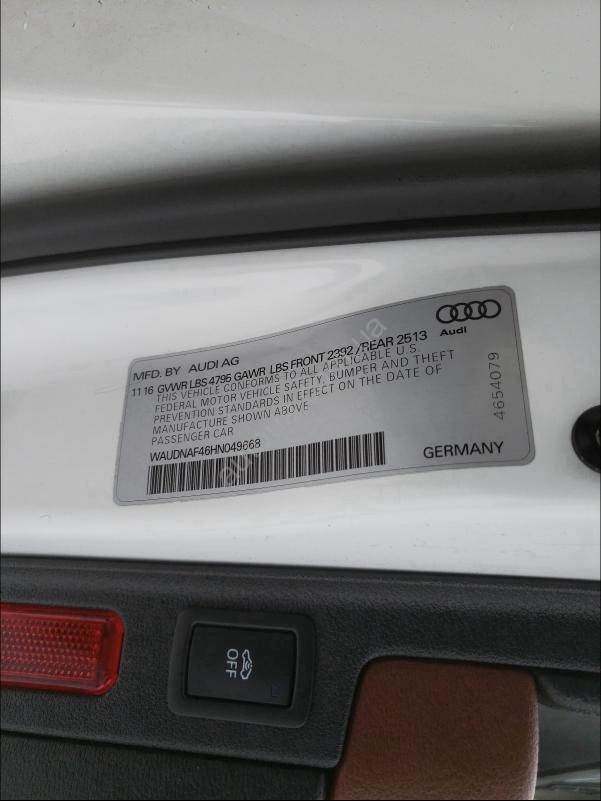 MFD. BY AUDI AG
11 16 GVWR LBS 4795 GAWR LBS FRONT 2392 /REAR 2513
THIS VEHICLE CONFORMS TO ALL APPLICABLE U.S.
FEDERAL MOTOR VEHICLE SAFETY, BUMPER AND THEFT
PREVENTION STANDARDS IN EFFECT ON THE DATE OF
MANUFACTURE SHOWN ABOVE
PASSENGER CAR
WAUDNAF46HN049668
Audi
4654079
GERMANY
OFF